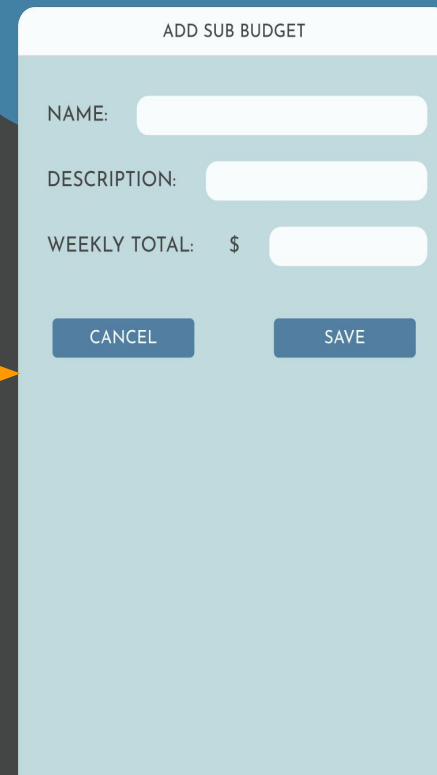 ADD SUB BUDGET
NAME:
DESCRIPTION:
WEEKLY TOTAL: $
CANCEL SAVE